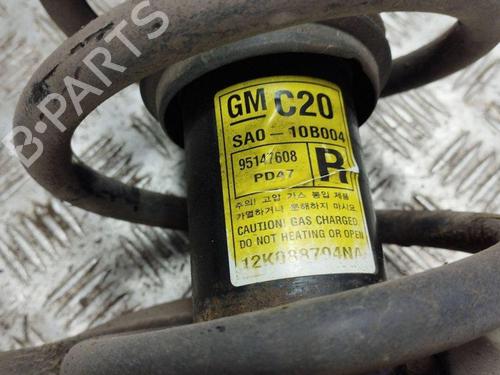 GM C20
SA0-10B004
95147608
PD47
R
주의! 고압 가스 봉입 제품
가열하거나 분해하지 마시오
CAUTION! GAS CHARGED
DO NOT HEATING OR OPEN
12K088704NA
B-PARTS